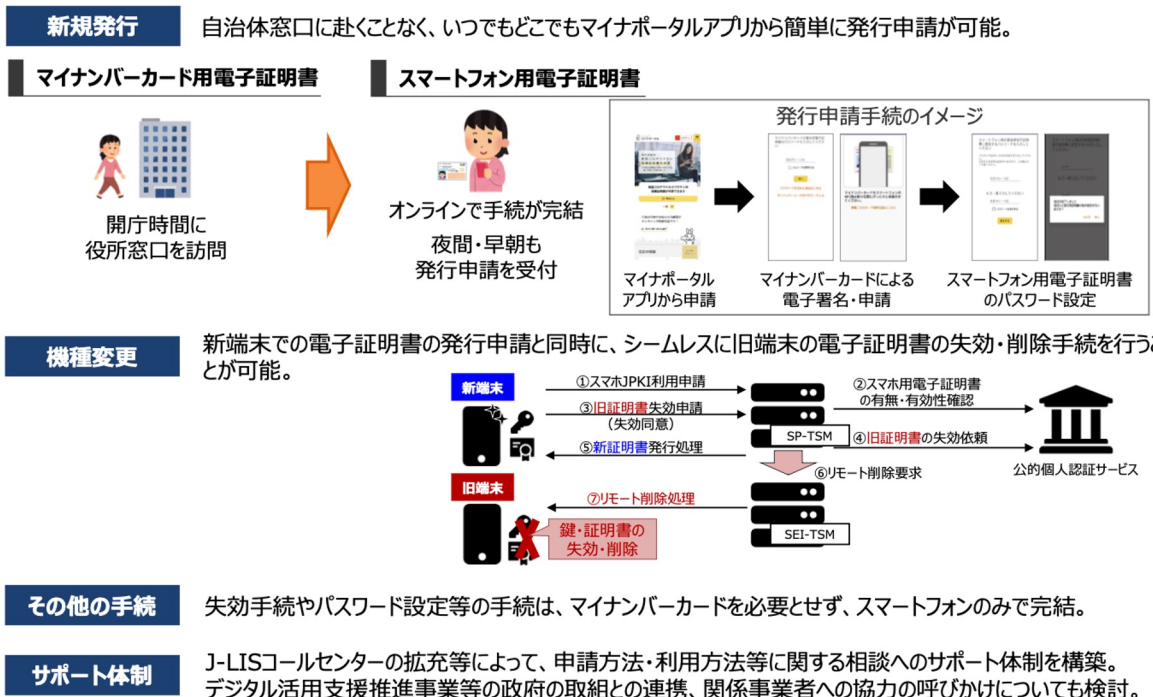 新規発行
自治体窓口に赴くことなく、いつでもどこでもマイナポータルアプリから簡単に発行申請が可能。
マイナンバーカード用電子証明書
開庁時間に
役所窓口を訪問
スマートフォン用電子証明書
オンラインで手続が完結
夜間・早朝も
発行申請を受付
発行申請手続のイメージ
マイナポータル
アプリから申請
マイナンバーカードによる
電子署名・申請
スマートフォン用電子証明書
のパスワード設定
機種変更
新端末での電子証明書の発行申請と同時に、シームレスに旧端末の電子証明書の失効・削除手続を行う
とが可能。
新端末
①スマホJPKI利用申請
③旧証明書失効申請
(失効同意)
⑤新証明書発行処理
SP-TSM
②スマホ用電子証明書
の有無・有効性確認
④旧証明書の失効依頼
公的個人認証サービス
⑥リモート削除要求
旧端末
⑦リモート削除処理
鍵・証明書の
失効・削除
SEI-TSM
その他の手続
失効手続やパスワード設定等の手続は、マイナンバーカードを必要とせず、スマートフォンのみで完結。
サポート体制
J-LISコールセンターの拡充等によって、申請方法・利用方法等に関する相談へのサポート体制を構築。
デジタル活用支援推進事業等の政府の取組との連携、関係事業者への協力の呼びかけについても検討。